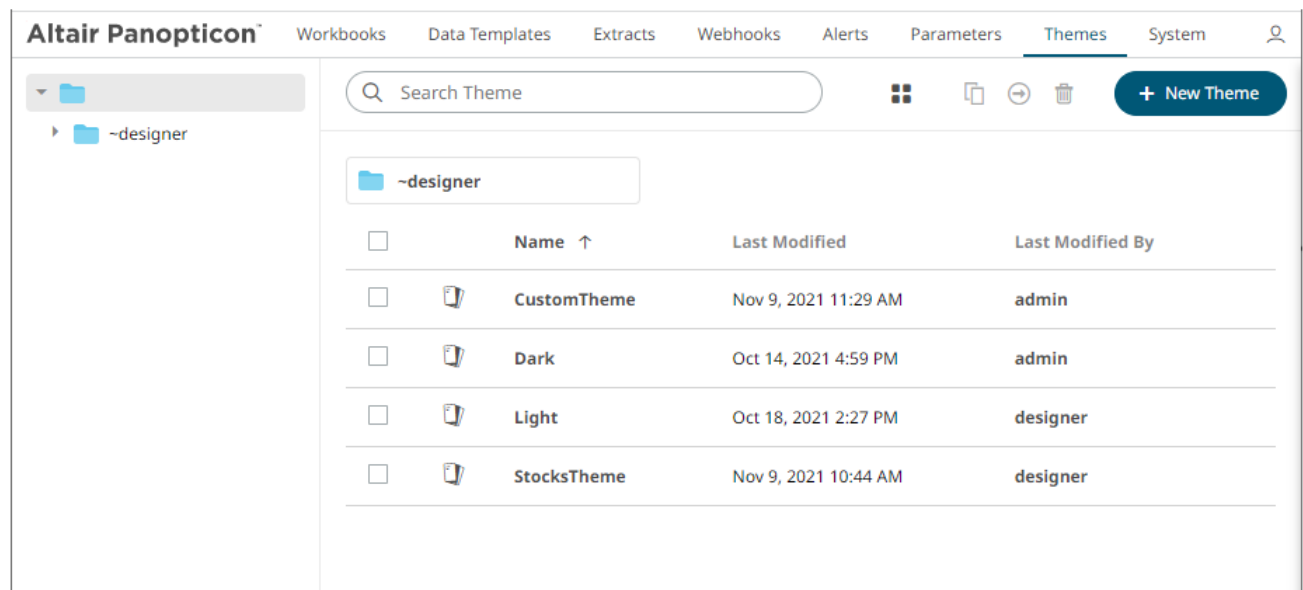 Altair Panopticon™ Workbooks Data Templates Extracts Webhooks Alerts Parameters Themes System
Search Theme + New Theme
~designer
~designer
Name ↑ Last Modified Last Modified By
CustomTheme Nov 9, 2021 11:29 AM admin
Dark Oct 14, 2021 4:59 PM admin
Light Oct 18, 2021 2:27 PM designer
StocksTheme Nov 9, 2021 10:44 AM designer